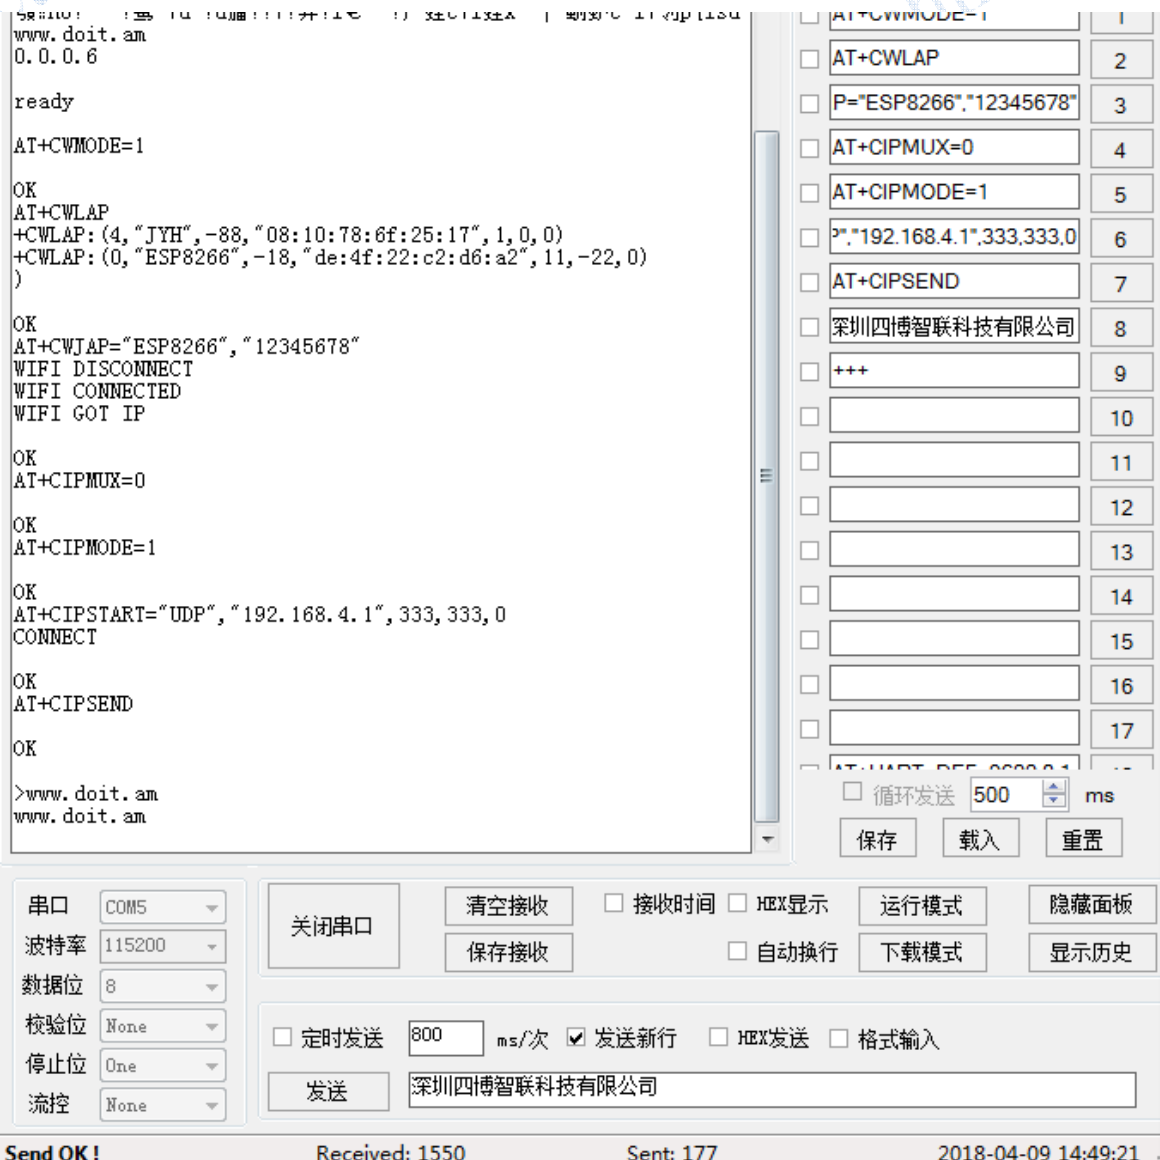 www.doit.am
0.0.0.6
ready
AT+CWMODE=1
OK
AT+CWLAP
+CWLAP:(4,"JYH",-88,"08:10:78:6f:25:17",1,0,0)
+CWLAP:(0,"ESP8266",-18,"de:4f:22:c2:d6:a2",11,-22,0)
)
OK
AT+CWJAP="ESP8266","12345678"
WIFI DISCONNECT
WIFI CONNECTED
WIFI GOT IP
OK
AT+CIPMUX=0
OK
AT+CIPMODE=1
OK
AT+CIPSTART="UDP","192.168.4.1",333,333,0
CONNECT
OK
AT+CIPSEND
OK
>www.doit.am
www.doit.am
AT+CWMODE=1 1
AT+CWLAP 2
P="ESP8266","12345678" 3
AT+CIPMUX=0 4
AT+CIPMODE=1 5
","192.168.4.1",333,333,0 6
AT+CIPSEND 7
深圳四博智联科技有限公司 8
+++ 9
10
11
12
13
14
15
16
17
循环发送 500 ms
保存 载入 重置
串口 COM5
波特率 115200
数据位 8
校验位 None
停止位 One
流控 None
关闭串口
清空接收 接收时间 HEX显示 运行模式 隐藏面板
保存接收 自动换行 下载模式 显示历史
定时发送 800 ms/次 发送新行 HEX发送 格式输入
发送 深圳四博智联科技有限公司
Send OK ! Received: 1550 Sent: 177 2018-04-09 14:49:21